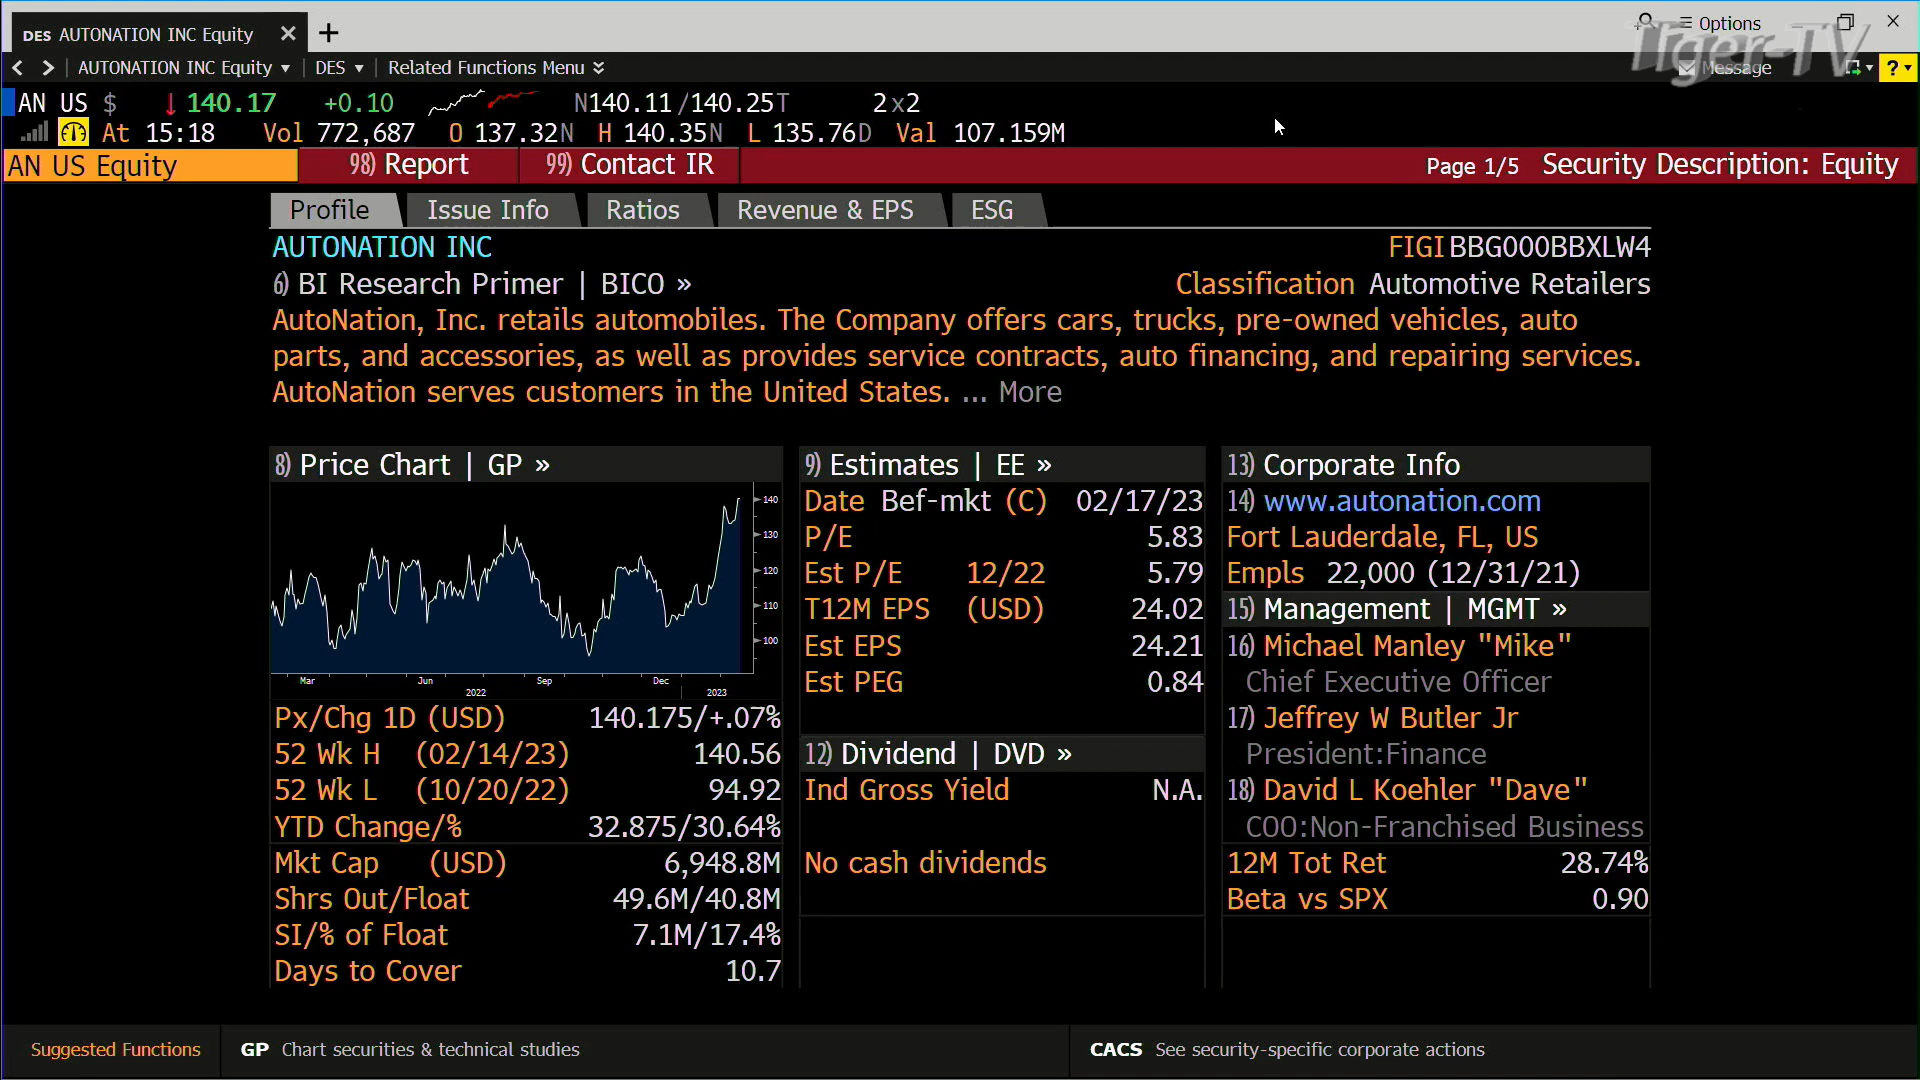 DES AUTONATION INC Equity
Options
Tiger-TV
AUTONATION INC Equity DES Related Functions Menu
Message
?
AN US $ 140.17 +0.10 N140.11/140.25T 2x2
At 15:18 Vol 772,687 O 137.32N H 140.35N L 135.76D Val 107.159M
AN US Equity 98) Report 99) Contact IR Page 1/5 Security Description: Equity
Profile Issue Info Ratios Revenue & EPS ESG
AUTONATION INC FIGI BBG000BBXLW4
6) BI Research Primer | BICO » Classification Automotive Retailers
AutoNation, Inc. retails automobiles. The Company offers cars, trucks, pre-owned vehicles, auto
parts, and accessories, as well as provides service contracts, auto financing, and repairing services.
AutoNation serves customers in the United States. ... More
8) Price Chart | GP »
140
130
120
110
100
Mar Jun Sep Dec
2022 2023
Px/Chg 1D (USD) 140.175/+.07%
52 Wk H (02/14/23) 140.56
52 Wk L (10/20/22) 94.92
YTD Change/% 32.875/30.64%
Mkt Cap (USD) 6,948.8M
Shrs Out/Float 49.6M/40.8M
SI/% of Float 7.1M/17.4%
Days to Cover 10.7
9) Estimates | EE »
Date Bef-mkt (C) 02/17/23
P/E 5.83
Est P/E 12/22 5.79
T12M EPS (USD) 24.02
Est EPS 24.21
Est PEG 0.84
12) Dividend | DVD »
Ind Gross Yield N.A.
No cash dividends
13) Corporate Info
14) www.autonation.com
Fort Lauderdale, FL, US
Empls 22,000 (12/31/21)
15) Management | MGMT »
16) Michael Manley "Mike"
Chief Executive Officer
17) Jeffrey W Butler Jr
President:Finance
18) David L Koehler "Dave"
COO:Non-Franchised Business
12M Tot Ret 28.74%
Beta vs SPX 0.90
Suggested Functions GP Chart securities & technical studies CACS See security-specific corporate actions